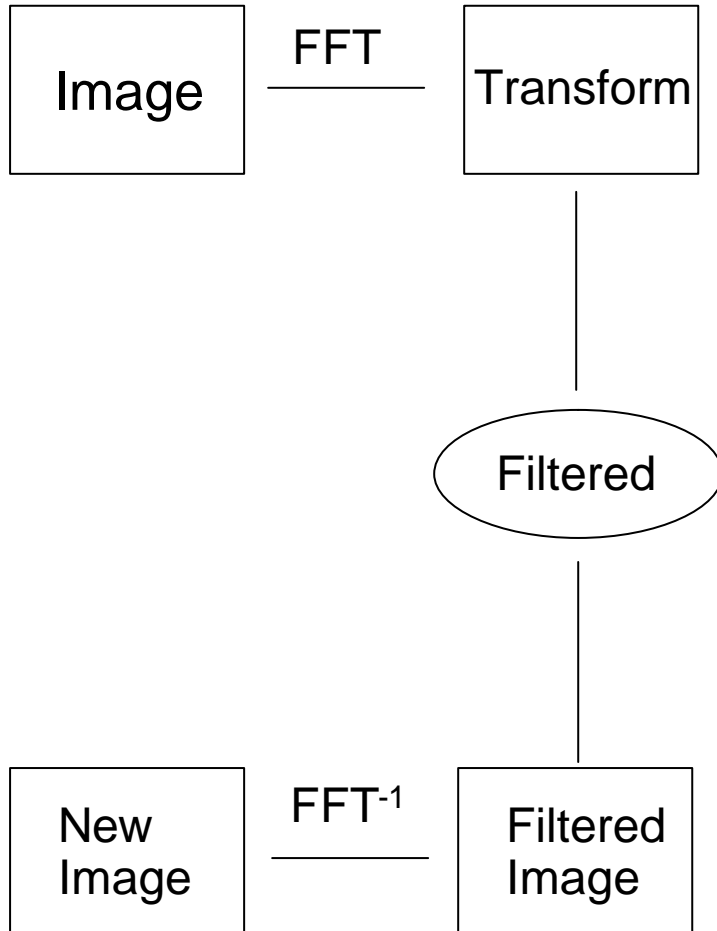 FFT
Image
Transform
Filtered
FFT⁻¹
New
Image
Filtered
Image